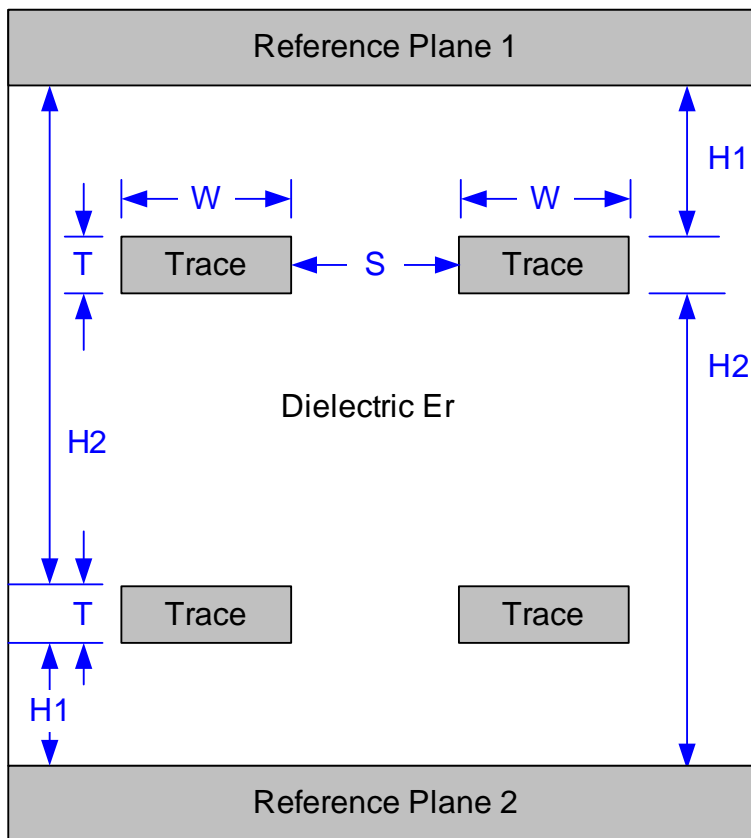 Reference Plane 1
H1
W
W
T
Trace
S
Trace
H2
Dielectric Er
H2
T
Trace
Trace
H1
Reference Plane 2